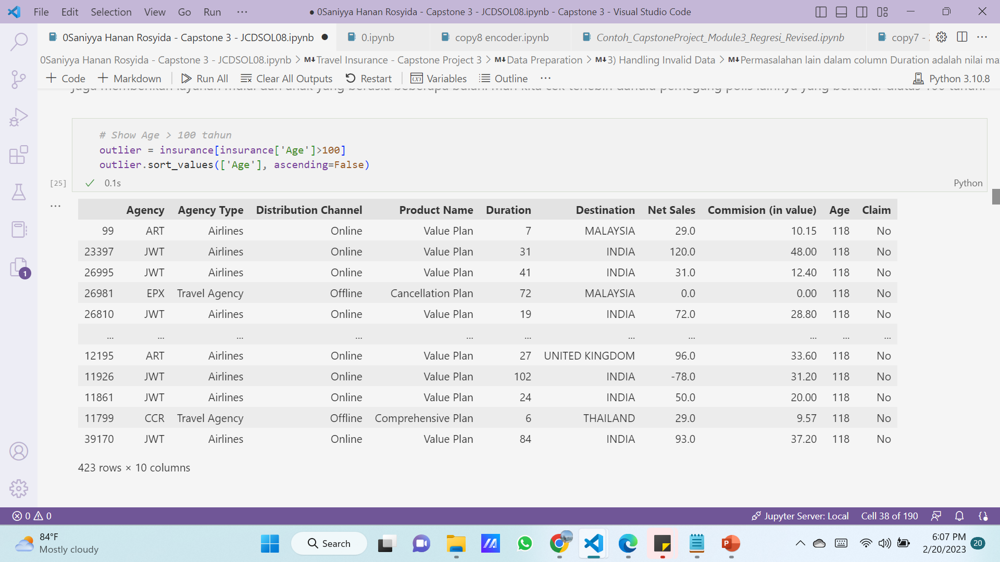 File Edit Selection View Go Run ··· ● 0Saniyya Hanan Rosyida - Capstone 3 - JCDSOL08.ipynb - Capstone 3 - Visual Studio Code
0Saniyya Hanan Rosyida - Capstone 3 - JCDSOL08.ipynb ● 0.ipynb copy8 encoder.ipynb Contoh_CapstoneProject_Module3_Regresi_Revised.ipynb copy7 -
0Saniyya Hanan Rosyida - Capstone 3 - JCDSOL08.ipynb > M↓Travel Insurance - Capstone Project 3 > M↓Data Preparation > M↓3) Handling Invalid Data > M↓Permasalahan lain dalam column Duration adalah nilai ma
+ Code + Markdown Run All Clear All Outputs Restart Variables Outline ··· Python 3.10.8
# Show Age > 100 tahun
outlier = insurance[insurance['Age']>100]
outlier.sort_values(['Age'], ascending=False)
[25] ✓ 0.1s Python
Agency Agency Type Distribution Channel Product Name Duration Destination Net Sales Commision (in value) Age Claim
99 ART Airlines Online Value Plan 7 MALAYSIA 29.0 10.15 118 No
23397 JWT Airlines Online Value Plan 31 INDIA 120.0 48.00 118 No
26995 JWT Airlines Online Value Plan 41 INDIA 31.0 12.40 118 No
26981 EPX Travel Agency Offline Cancellation Plan 72 MALAYSIA 0.0 0.00 118 No
26810 JWT Airlines Online Value Plan 19 INDIA 72.0 28.80 118 No
... ... ... ... ... ... ... ... ... ... ...
12195 ART Airlines Online Value Plan 27 UNITED KINGDOM 96.0 33.60 118 No
11926 JWT Airlines Online Value Plan 102 INDIA -78.0 31.20 118 No
11861 JWT Airlines Online Value Plan 24 INDIA 50.0 20.00 118 No
11799 CCR Travel Agency Offline Comprehensive Plan 6 THAILAND 29.0 9.57 118 No
39170 JWT Airlines Online Value Plan 84 INDIA 93.0 37.20 118 No
423 rows × 10 columns
1
0 0 Jupyter Server: Local Cell 38 of 190
84°F
Mostly cloudy
Search
6:07 PM
2/20/2023
20